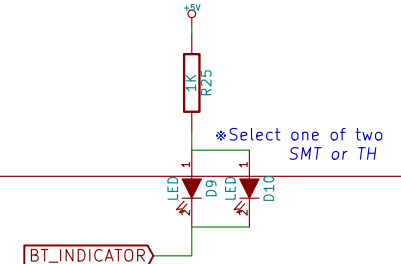 +5V
1K
R25
※Select one of two
SMT or TH
1
1
LED
D9
LED
D10
2
2
BT_INDICATOR